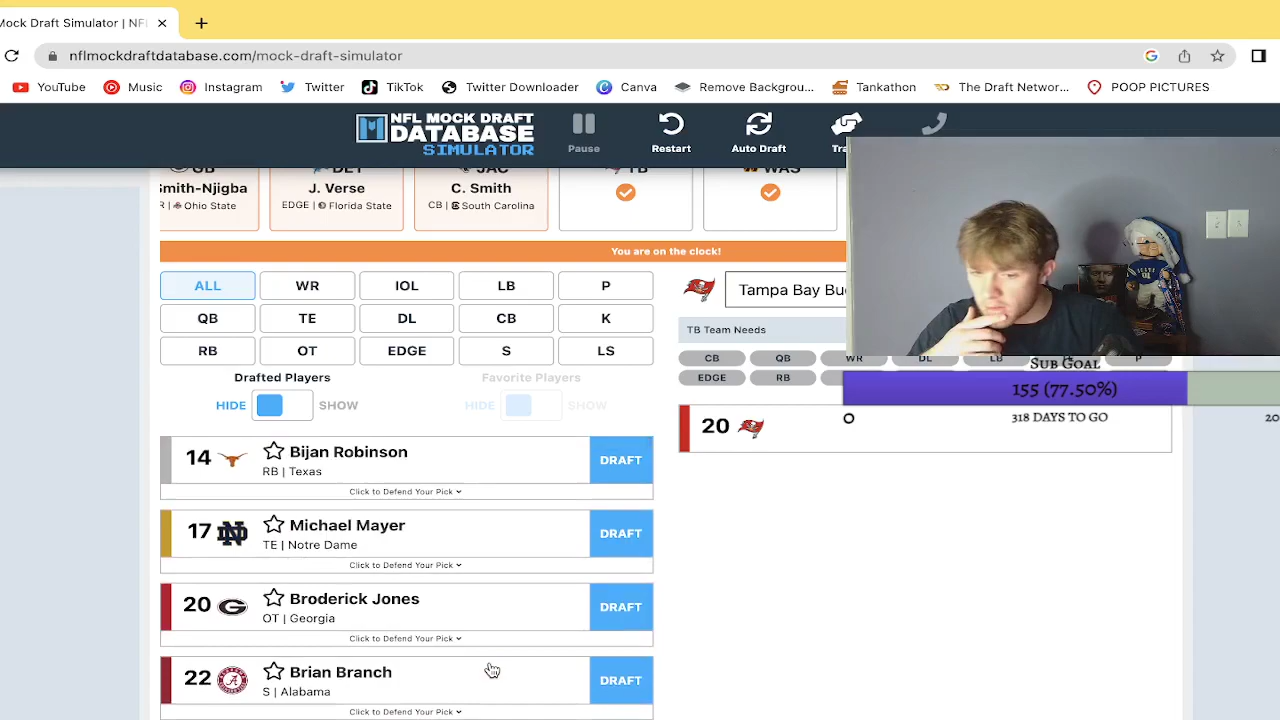 Mock Draft Simulator | NF
nflmockdraftdatabase.com/mock-draft-simulator
YouTube Music Instagram Twitter TikTok Twitter Downloader Canva Remove Backgrou... Tankathon The Draft Networ... POOP PICTURES
NFL MOCK DRAFT
DATABASE
SIMULATOR
Pause Restart Auto Draft Tra
GB DET JAC TB WAS
Smith-Njigba J. Verse C. Smith
R | Ohio State EDGE | Florida State CB | South Carolina
You are on the clock!
ALL WR IOL LB P
QB TE DL CB K
RB OT EDGE S LS
Tampa Bay Bu
TB Team Needs
CB QB WR DL LB TE P
EDGE RB
Drafted Players Favorite Players
HIDE SHOW HIDE SHOW
SUB GOAL
155 (77.50%)
0 318 DAYS TO GO 20
20
14 Bijan Robinson DRAFT
RB | Texas
Click to Defend Your Pick
17 Michael Mayer DRAFT
TE | Notre Dame
Click to Defend Your Pick
20 Broderick Jones DRAFT
OT | Georgia
Click to Defend Your Pick
22 Brian Branch DRAFT
S | Alabama
Click to Defend Your Pick